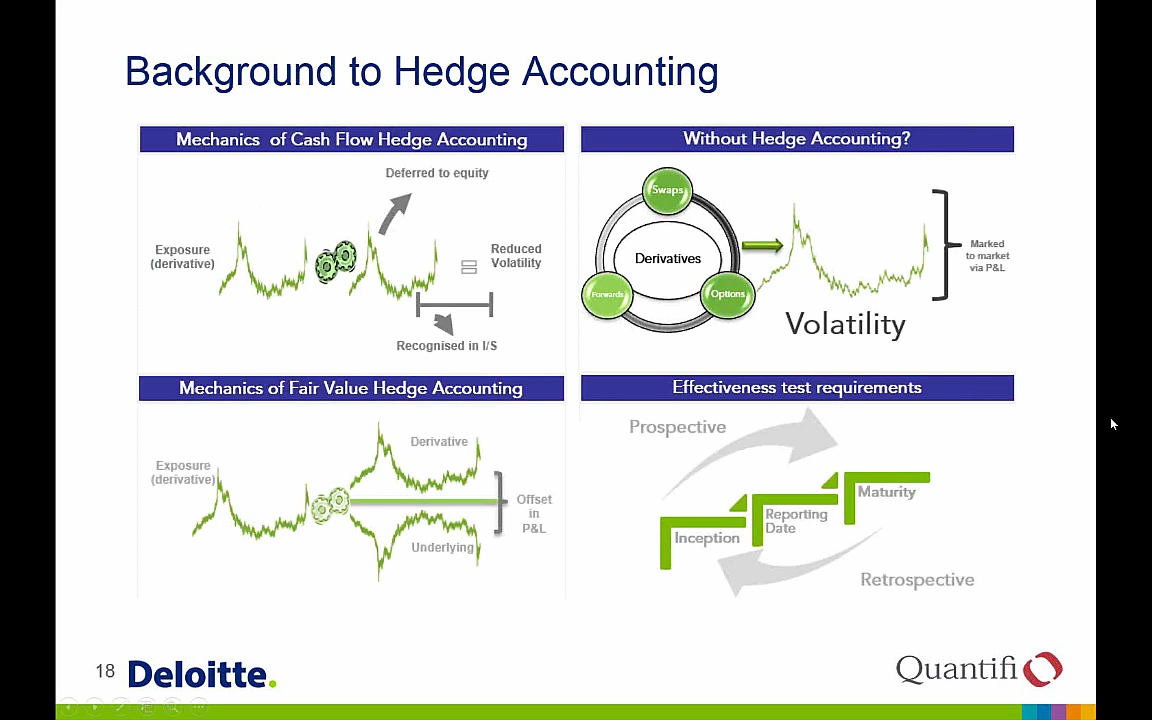 Background to Hedge Accounting
Mechanics of Cash Flow Hedge Accounting
Deferred to equity
Exposure
(derivative)
Reduced
Volatility
Recognised in I/S
Without Hedge Accounting?
Swaps
Derivatives
Forwards
Options
Marked
to market
via P&L
Volatility
Mechanics of Fair Value Hedge Accounting
Derivative
Exposure
(derivative)
Offset
in
P&L
Underlying
Effectiveness test requirements
Prospective
Maturity
Reporting
Date
Inception
Retrospective
18
Deloitte.
Quantifi